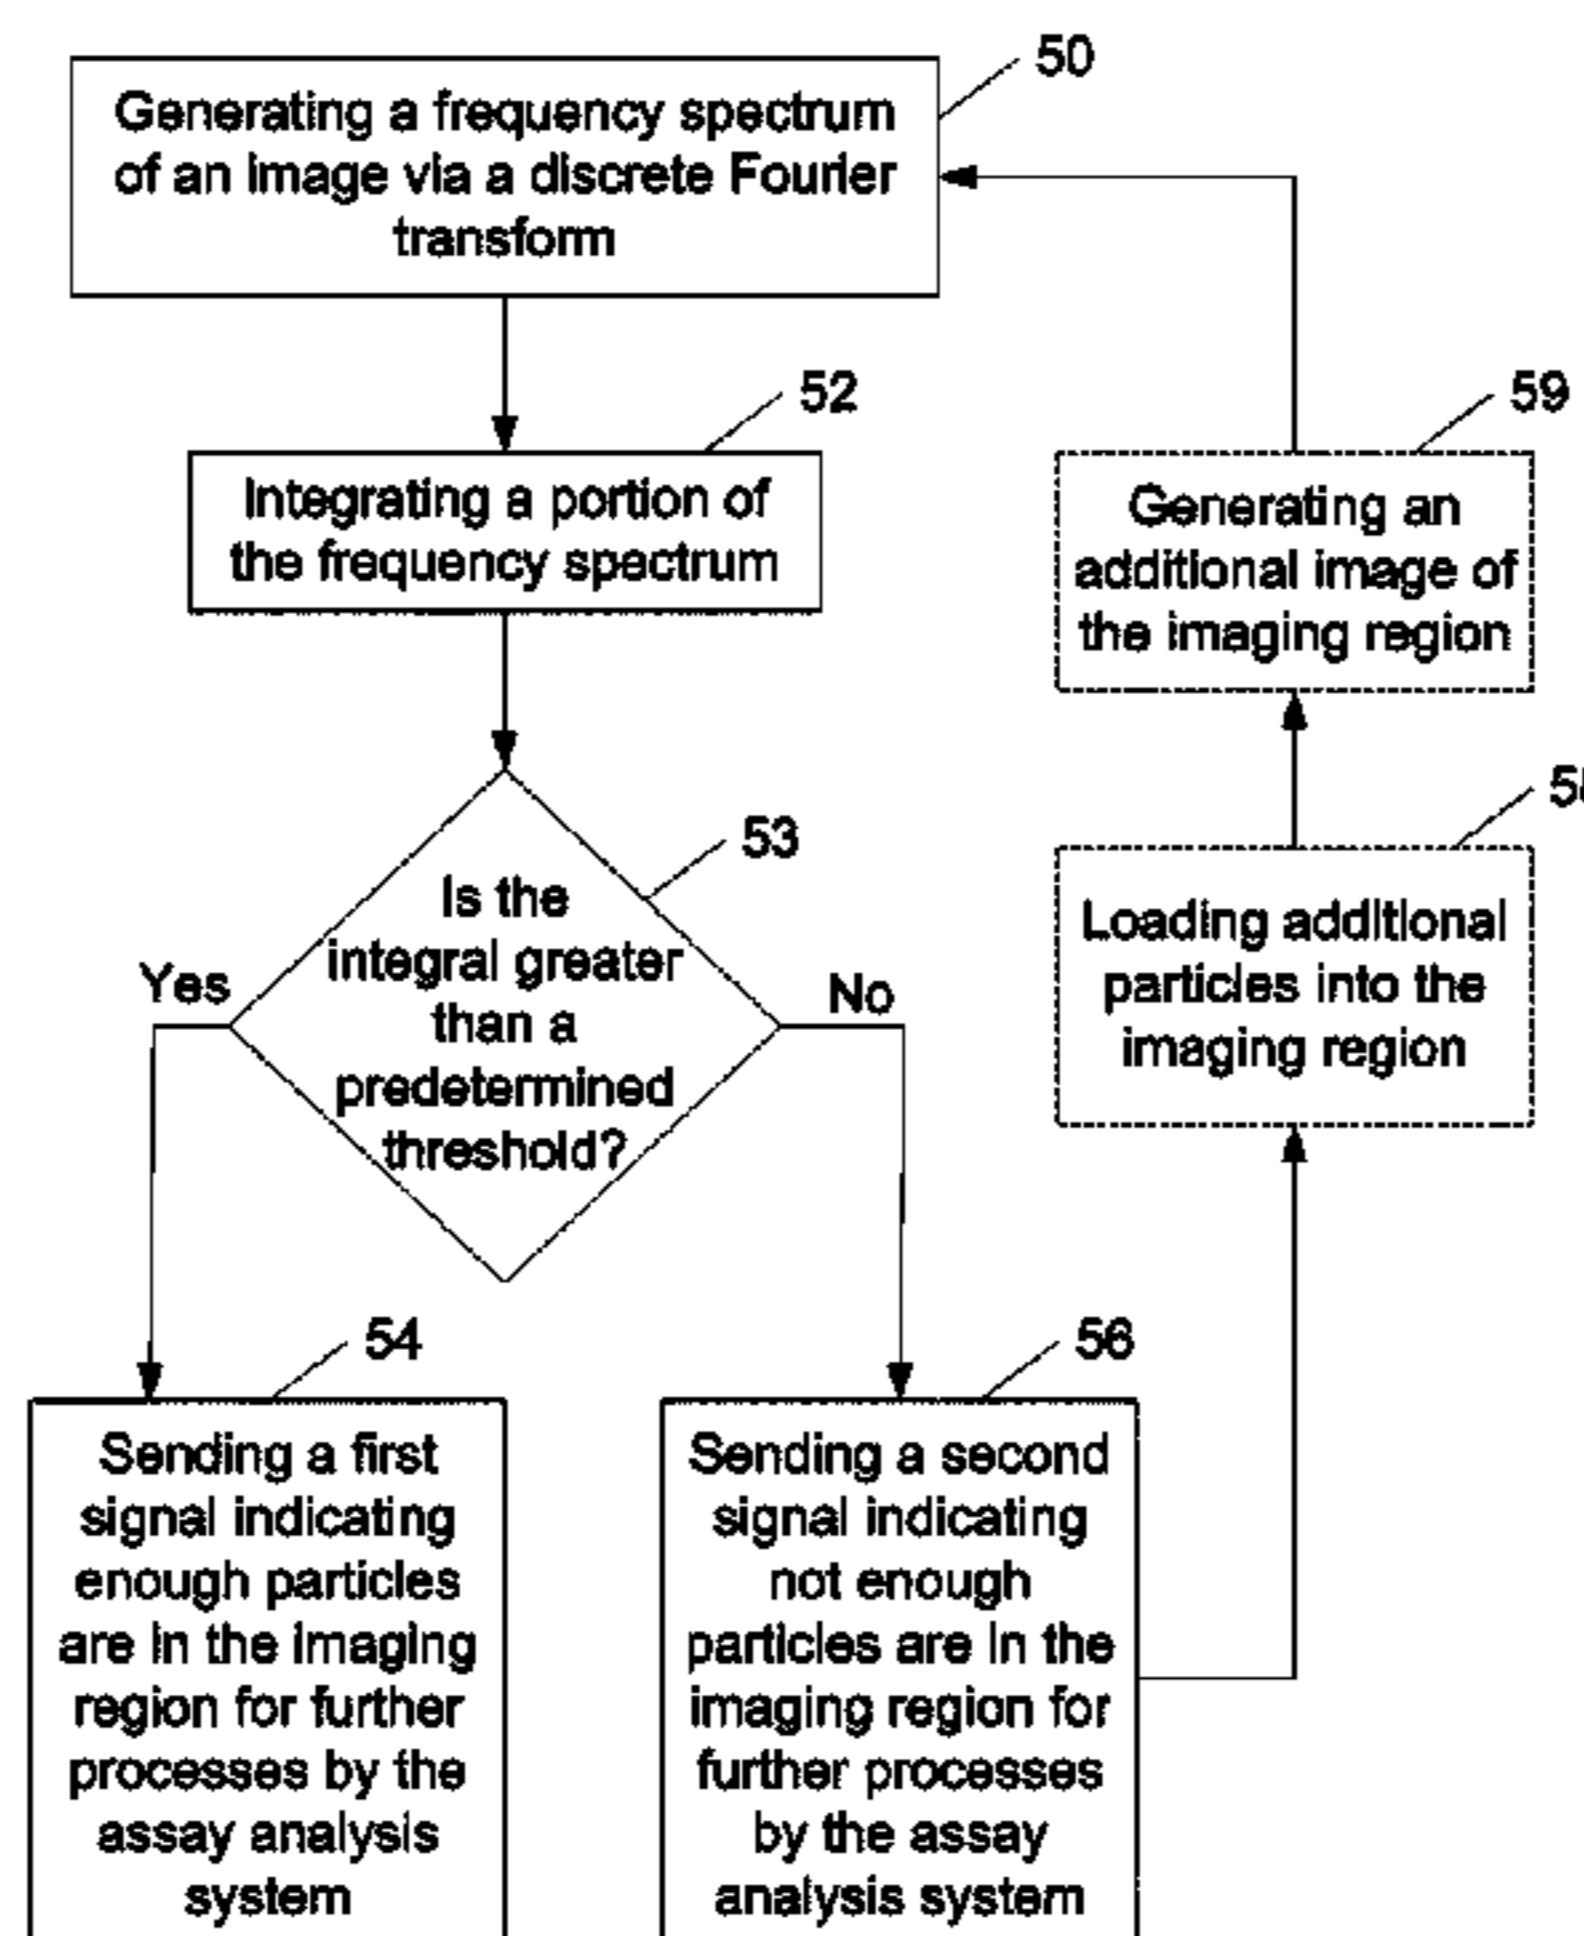 50
Generating a frequency spectrum
of an image via a discrete Fourier
transform
52
Integrating a portion of
the frequency spectrum
53
Is the
integral greater
than a
predetermined
threshold?
Yes
No
54
Sending a first
signal indicating
enough particles
are in the imaging
region for further
processes by the
assay analysis
system
56
Sending a second
signal indicating
not enough
particles are in the
imaging region for
further processes
by the assay
analysis system
Loading additional
particles into the
imaging region
59
Generating an
additional image of
the imaging region